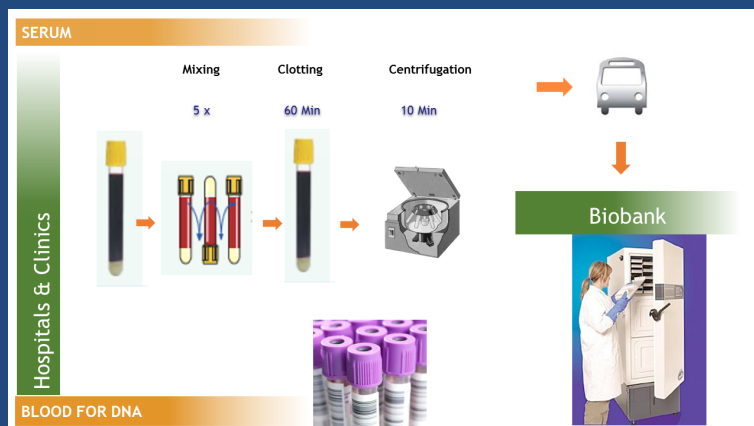 SERUM
Mixing
Clotting
Centrifugation
5 x
60 Min
10 Min
Hospitals & Clinics
Biobank
BLOOD FOR DNA